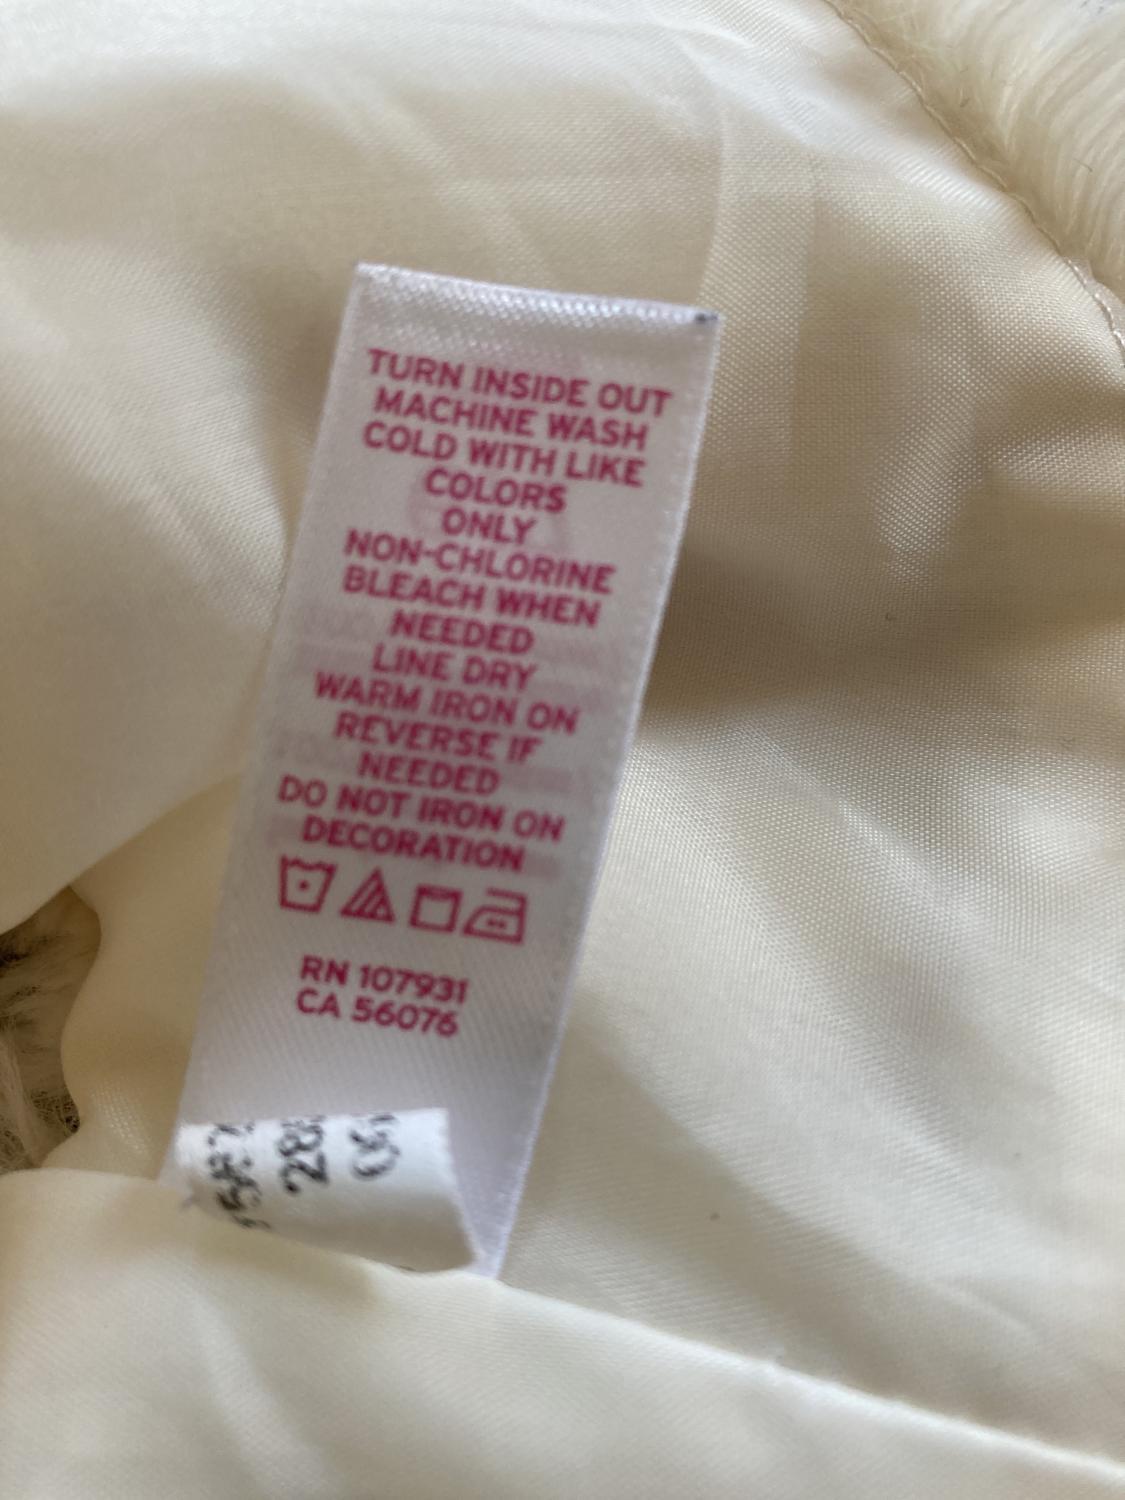 TURN INSIDE OUT
MACHINE WASH
COLD WITH LIKE
COLORS
ONLY
NON-CHLORINE
BLEACH WHEN
NEEDED
LINE DRY
WARM IRON ON
REVERSE IF
NEEDED
DO NOT IRON ON
DECORATION
RN 107931
CA 56076